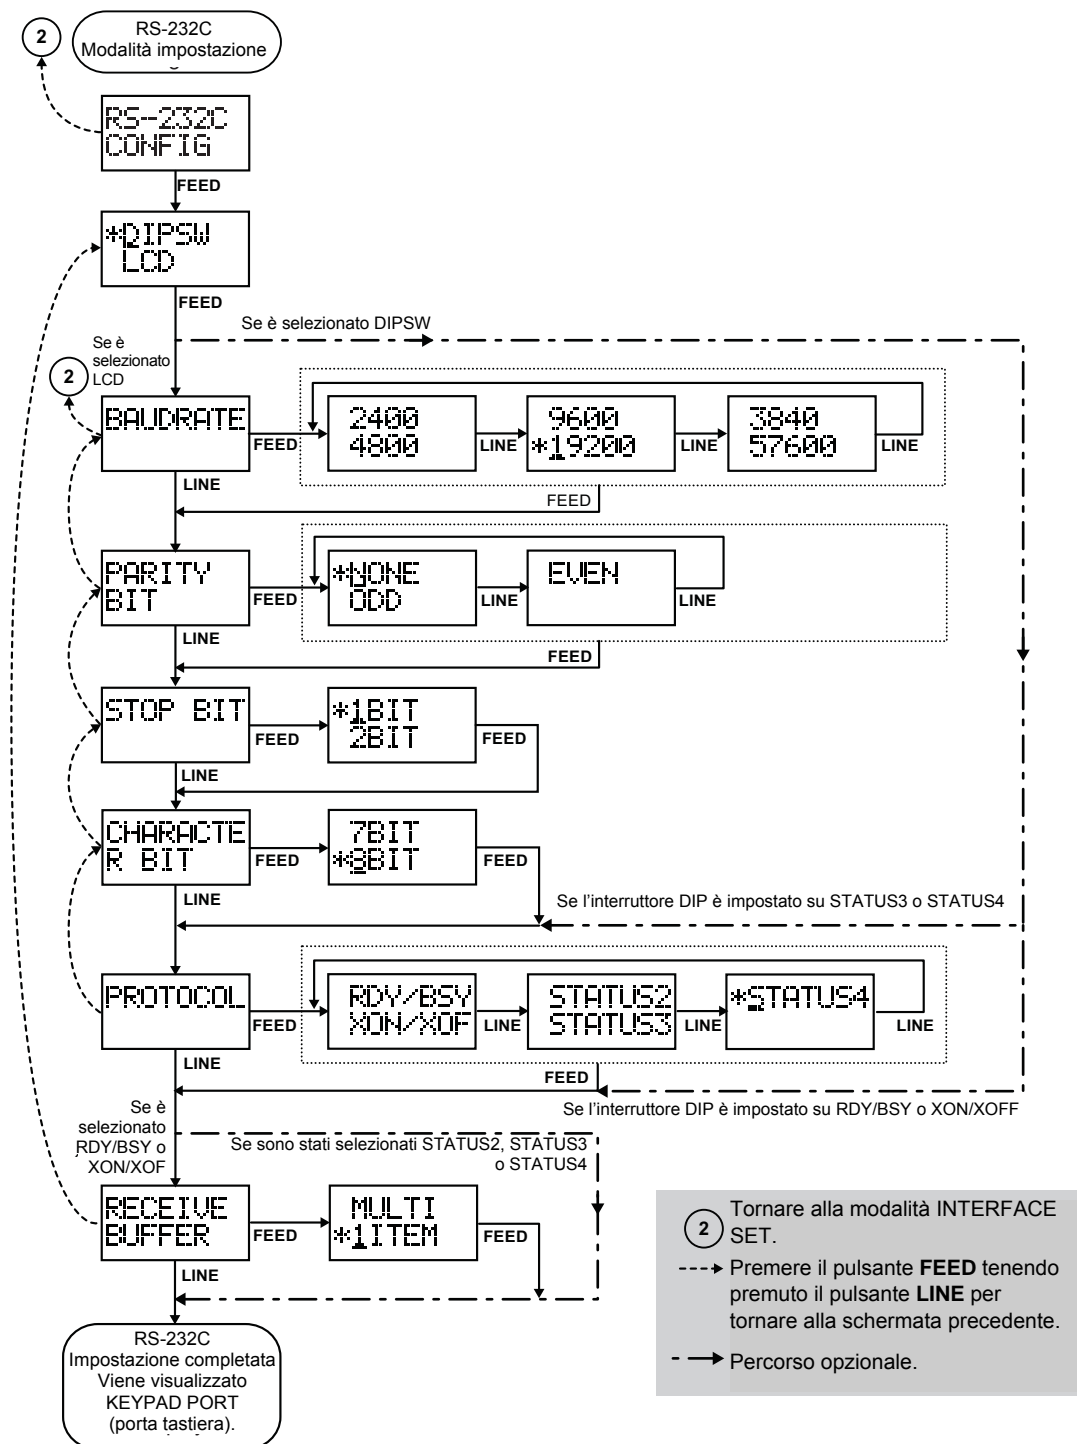 2
RS-232C
Modalità impostazione
RS-232C
CONFIG
FEED
*DIPSW
LCD
FEED
Se è selezionato DIPSW
Se è
selezionato
LCD
2
BAUDRATE
FEED
2400
4800
LINE
9600
*19200
LINE
3840
57600
LINE
LINE
FEED
PARITY
BIT
FEED
*NONE
ODD
LINE
EVEN
LINE
LINE
FEED
STOP BIT
FEED
*1BIT
2BIT
FEED
LINE
CHARACTE
R BIT
FEED
7BIT
*8BIT
FEED
LINE
Se l'interruttore DIP è impostato su STATUS3 o STATUS4
PROTOCOL
FEED
RDY/BSY
XON/XOF
LINE
STATUS2
STATUS3
LINE
*STATUS4
LINE
LINE
FEED
Se l'interruttore DIP è impostato su RDY/BSY o XON/XOFF
Se è
selezionato
RDY/BSY o
XON/XOF
Se sono stati selezionati STATUS2, STATUS3
o STATUS4
RECEIVE
BUFFER
FEED
MULTI
*1ITEM
FEED
LINE
RS-232C
Impostazione completata
Viene visualizzato
KEYPAD PORT
(porta tastiera).
2
Tornare alla modalità INTERFACE
SET.
Premere il pulsante FEED tenendo
premuto il pulsante LINE per
tornare alla schermata precedente.
Percorso opzionale.